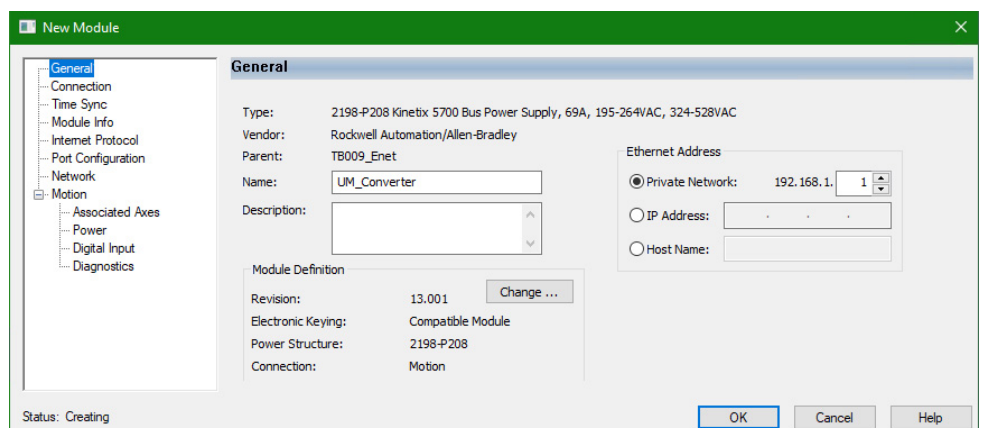 New Module
General
Connection
Time Sync
Module Info
Internet Protocol
Port Configuration
Network
Motion
Associated Axes
Power
Digital Input
Diagnostics
General
Type: 2198-P208 Kinetix 5700 Bus Power Supply, 69A, 195-264VAC, 324-528VAC
Vendor: Rockwell Automation/Allen-Bradley
Parent: TB009_Enet
Name: UM_Converter
Description:
Module Definition
Revision: 13.001 Change ...
Electronic Keying: Compatible Module
Power Structure: 2198-P208
Connection: Motion
Ethernet Address
Private Network: 192.168.1. 1
IP Address: . . .
Host Name:
Status: Creating
OK Cancel Help